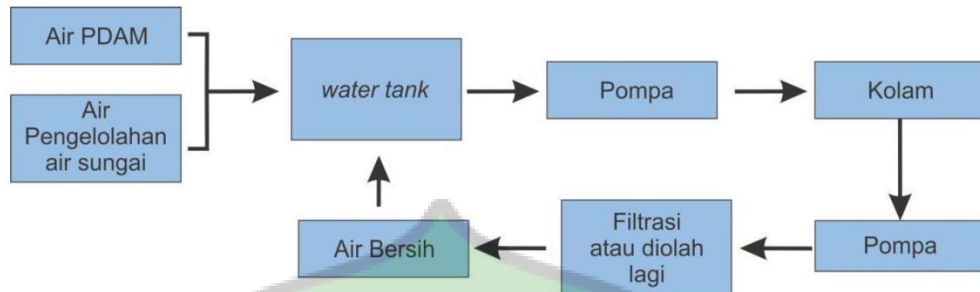 Air PDAM
Air
Pengelolahan
air sungai
water tank
Pompa
Kolam
Air Bersih
Filtrasi
atau diolah
lagi
Pompa